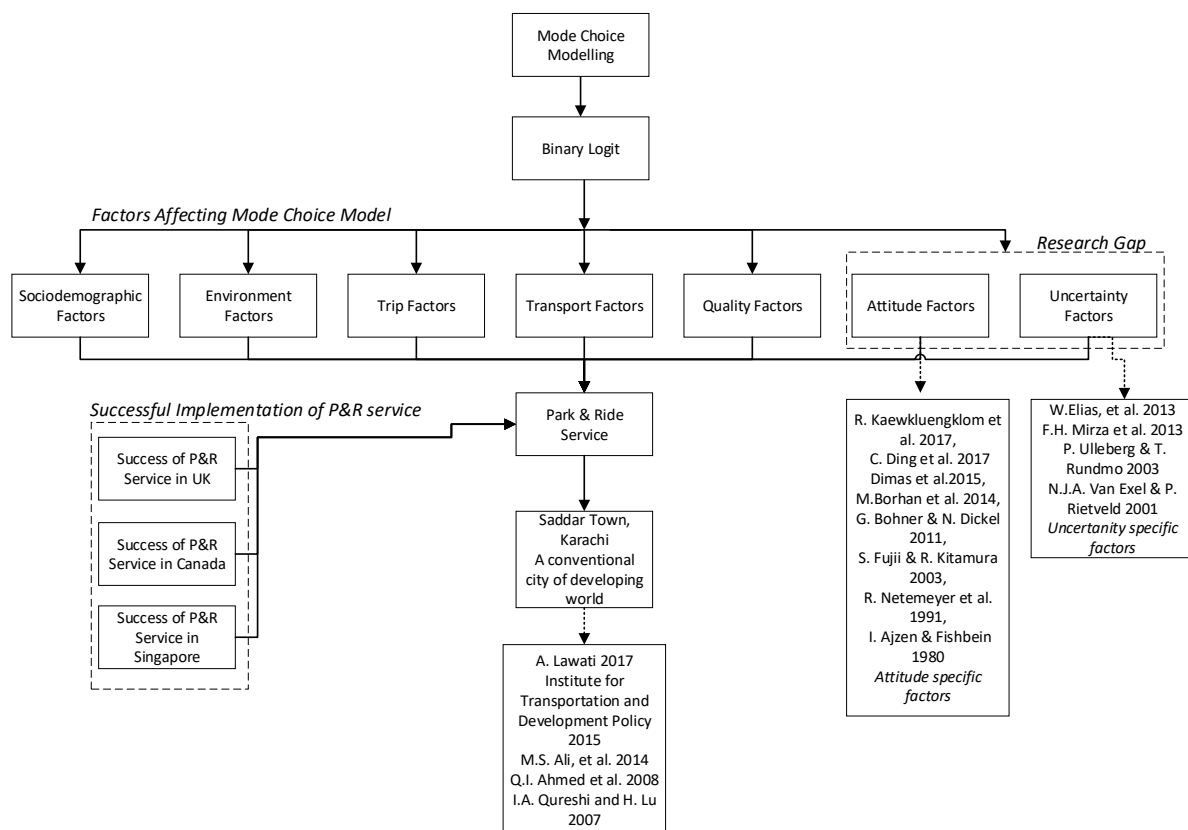 Mode Choice
Modelling
Binary Logit
Factors Affecting Mode Choice Model
Research Gap
Sociodemographic
Factors
Environment
Factors
Trip Factors
Transport Factors
Quality Factors
Attitude Factors
Uncertainty
Factors
Successful Implementation of P&R service
Success of P&R
Service in UK
Success of P&R
Service in Canada
Success of P&R
Service in
Singapore
Park & Ride
Service
Saddar Town,
Karachi
A conventional
city of developing
world
A. Lawati 2017
Institute for
Transportation and
Development Policy
2015
M.S. Ali, et al. 2014
Q.I. Ahmed et al. 2008
I.A. Qureshi and H. Lu
2007
R. Kaewkluengklom
et al. 2017,
C. Ding et al. 2017
Dimas et al.2015,
M.Borhan et al. 2014,
G. Bohner & N. Dickel
2011,
S. Fujii & R. Kitamura
2003,
R. Netemeyer et al.
1991,
I. Ajzen & Fishbein
1980
Attitude specific
factors
W.Elias, et al. 2013
F.H. Mirza et al. 2013
P. Ulleberg & T.
Rundmo 2003
N.J.A. Van Exel & P.
Rietveld 2001
Uncertanity specific
factors